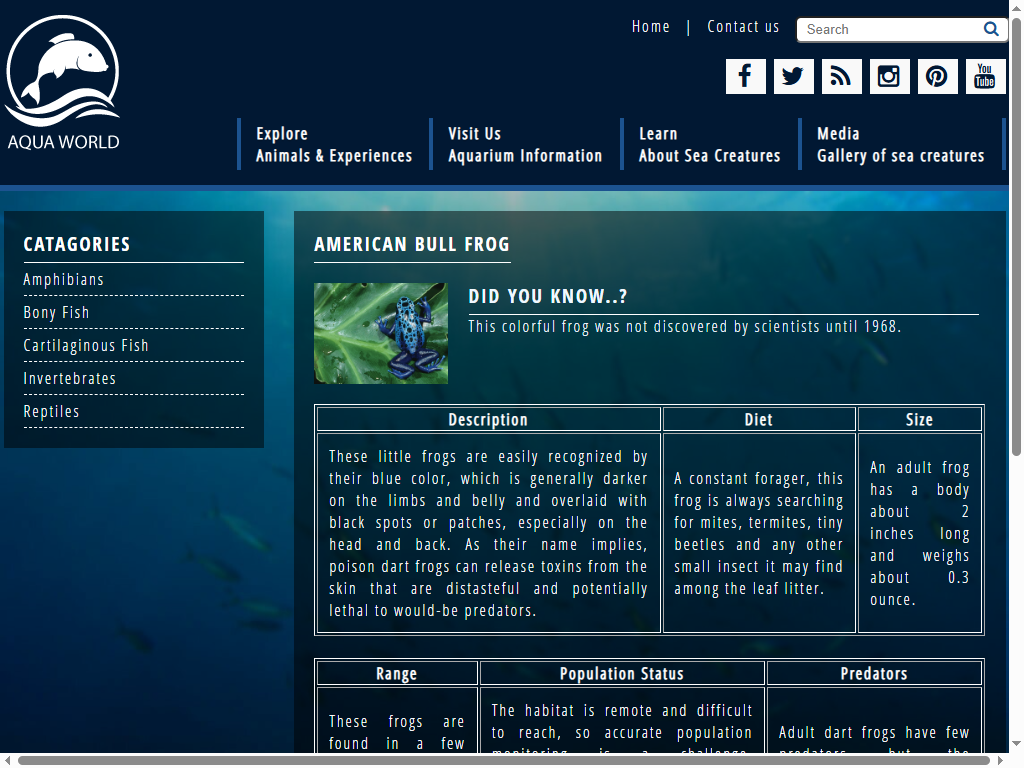 Home | Contact us
Search
You
Tube
AQUA WORLD
Explore
Animals & Experiences
Visit Us
Aquarium Information
Learn
About Sea Creatures
Media
Gallery of sea creatures
CATAGORIES
Amphibians
Bony Fish
Cartilaginous Fish
Invertebrates
Reptiles
AMERICAN BULL FROG
DID YOU KNOW..?
This colorful frog was not discovered by scientists until 1968.
Description
These little frogs are easily recognized by
their blue color, which is generally darker
on the limbs and belly and overlaid with
black spots or patches, especially on the
head and back. As their name implies,
poison dart frogs can release toxins from the
skin that are distasteful and potentially
lethal to would-be predators.
Diet
A constant forager, this
frog is always searching
for mites, termites, tiny
beetles and any other
small insect it may find
among the leaf litter.
Size
An adult frog
has a body
about 2
inches long
and weighs
about 0.3
ounce.
Range
These frogs are
found in a few
Population Status
The habitat is remote and difficult
to reach, so accurate population
monitoring is a challenge.
Predators
Adult dart frogs have few
predators, but the